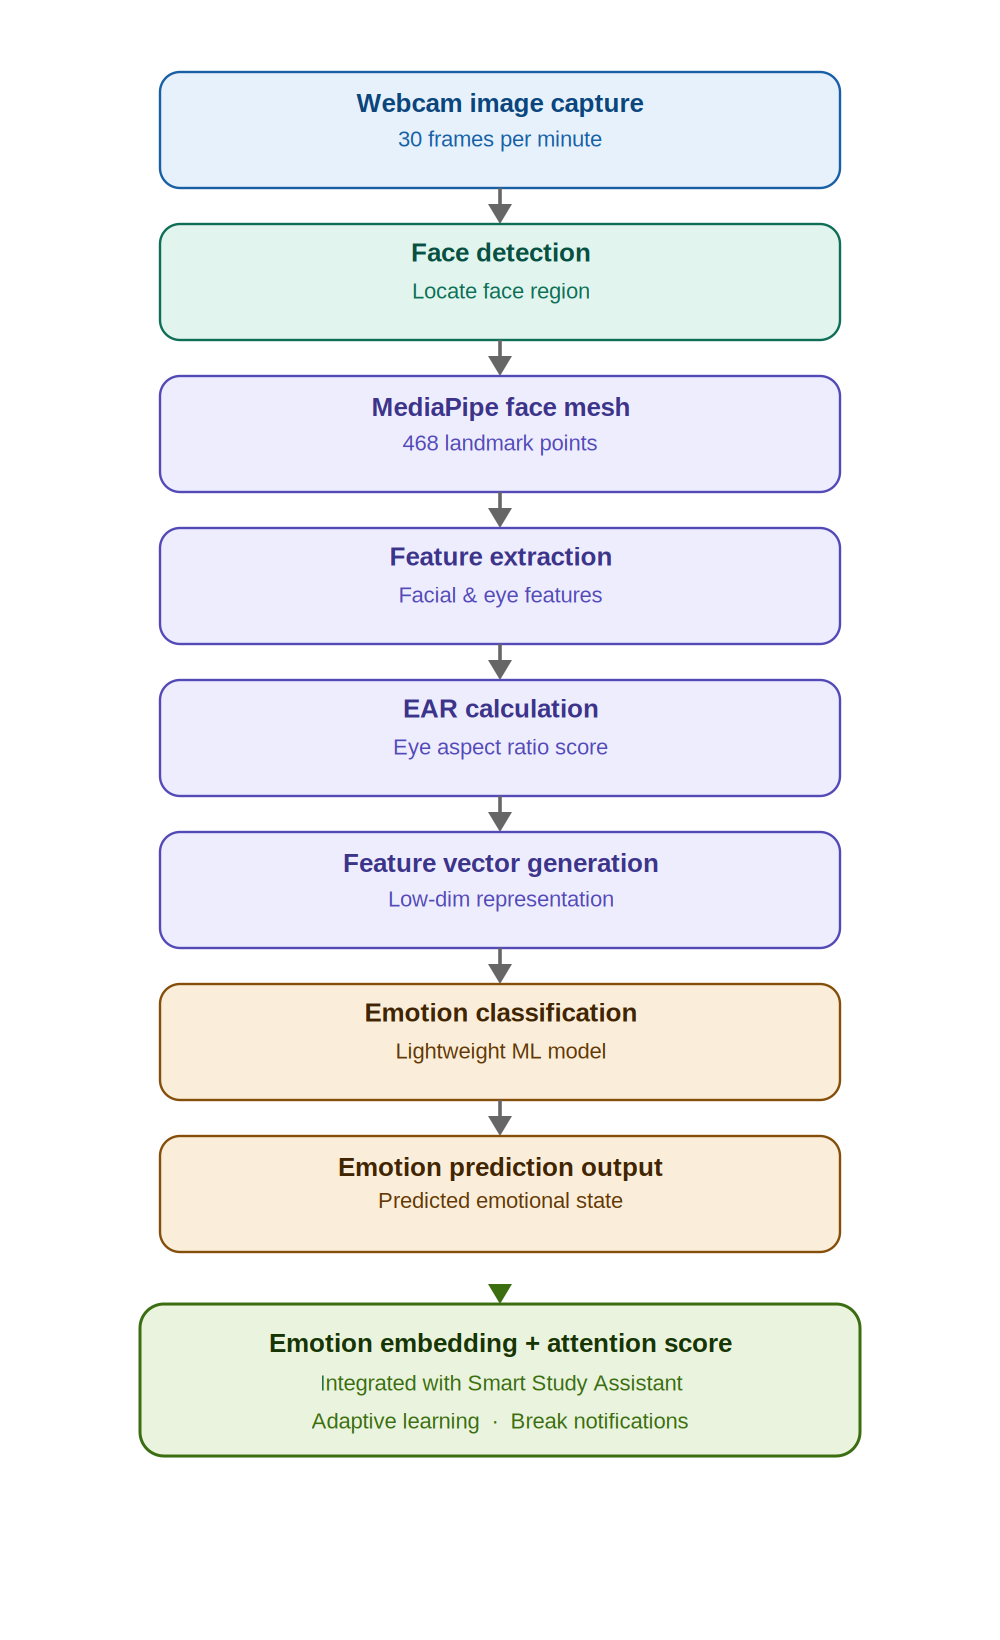 Webcam image capture
30 frames per minute
Face detection
Locate face region
MediaPipe face mesh
468 landmark points
Feature extraction
Facial & eye features
EAR calculation
Eye aspect ratio score
Feature vector generation
Low-dim representation
Emotion classification
Lightweight ML model
Emotion prediction output
Predicted emotional state
Emotion embedding + attention score
Integrated with Smart Study Assistant
Adaptive learning · Break notifications